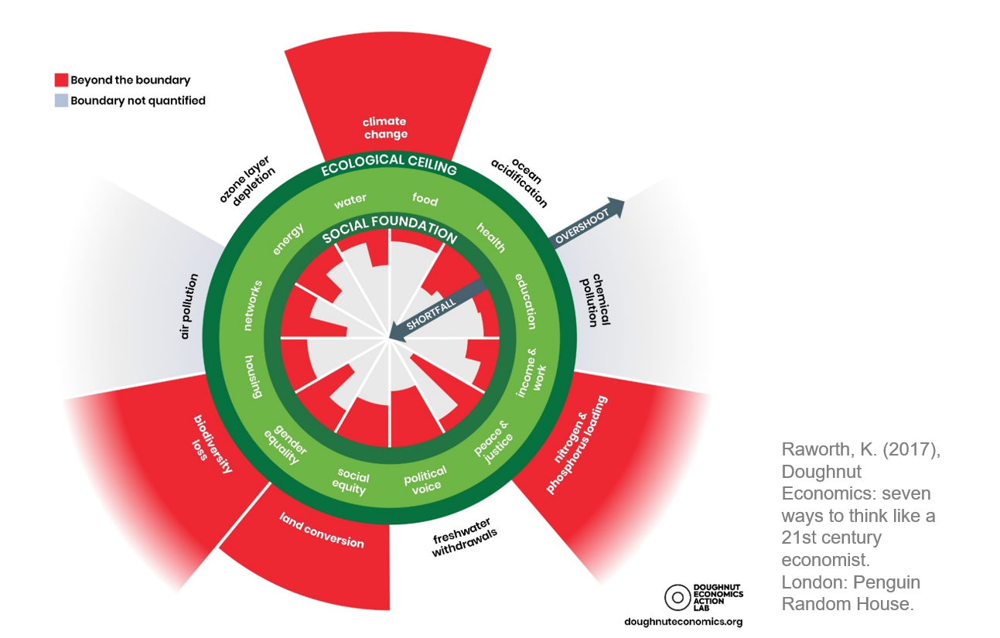 Beyond the boundary
Boundary not quantified
climate
change
ozone layer
depletion
ocean
acidification
ECOLOGICAL CEILING
water
food
SOCIAL FOUNDATION
energy
health
OVERSHOOT
networks
education
SHORTFALL
air pollution
chemical
pollution
housing
income &
work
biodiversity
loss
gender
equality
social
equity
political
voice
peace &
justice
nitrogen &
phosphorus loading
land conversion
freshwater
withdrawals
Raworth, K. (2017),
Doughnut
Economics: seven
ways to think like a
21st century
economist.
London: Penguin
Random House.
DOUGHNUT
ECONOMICS
ACTION
LAB
doughnuteconomics.org